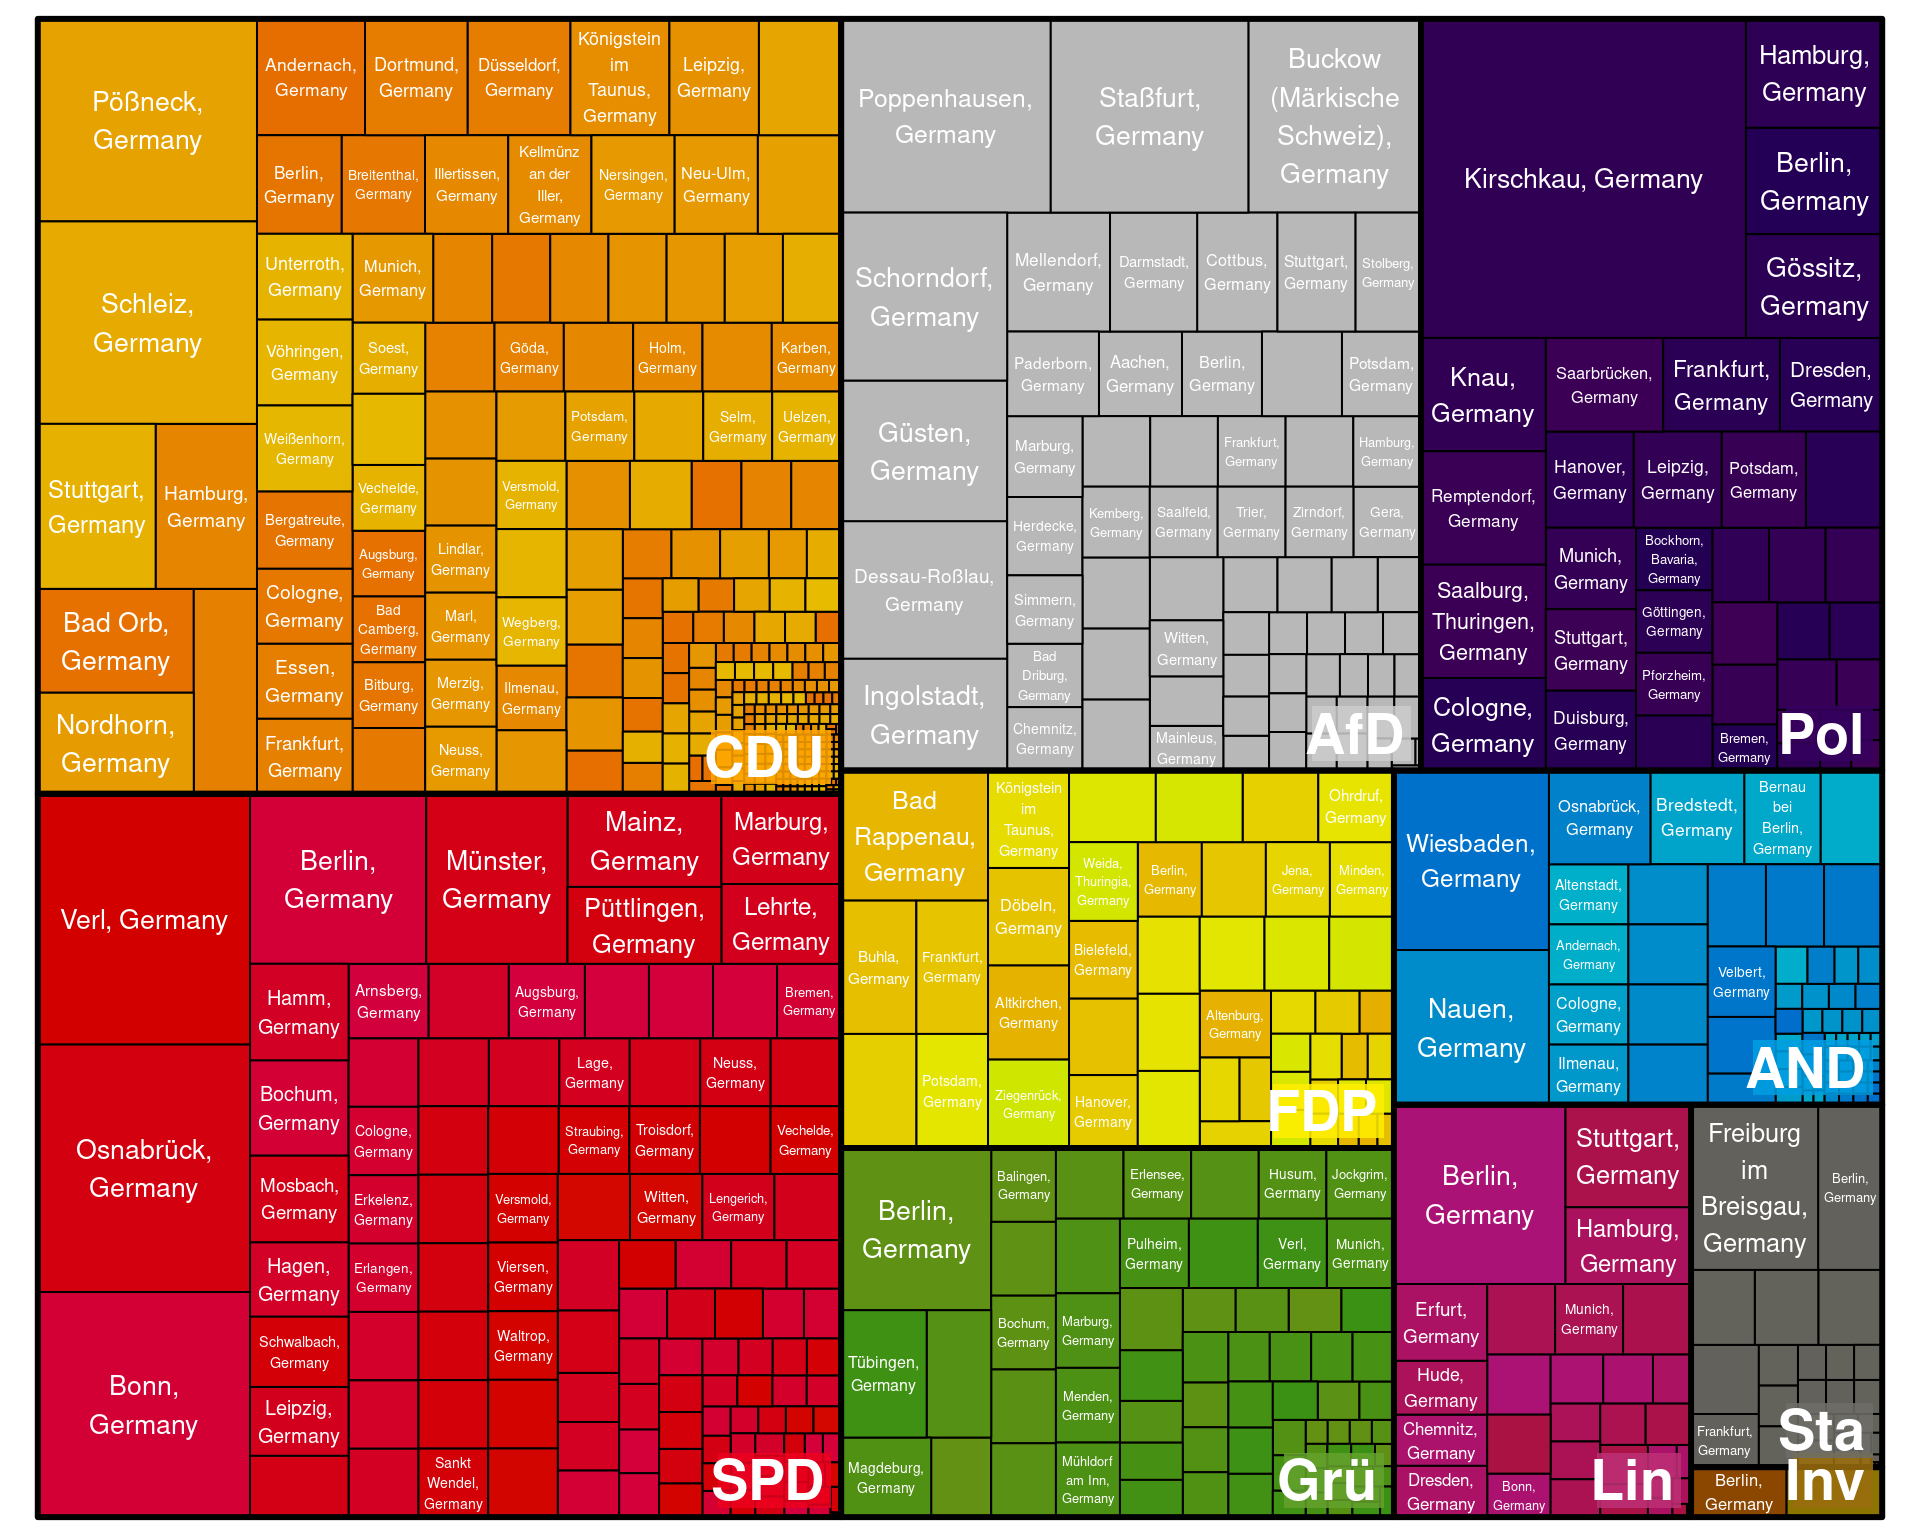 Pößneck,
Germany
Schleiz,
Germany
Stuttgart,
Germany
Hamburg,
Germany
Bad Orb,
Germany
Nordhorn,
Germany
Andernach,
Germany
Dortmund,
Germany
Düsseldorf,
Germany
Königstein
im
Taunus,
Germany
Leipzig,
Germany
Berlin,
Germany
Breitenthal,
Germany
Illertissen,
Germany
Kellmünz
an der
Iller,
Germany
Nersingen,
Germany
Neu-Ulm,
Germany
Unterroth,
Germany
Munich,
Germany
Vöhringen,
Germany
Soest,
Germany
Göda,
Germany
Holm,
Germany
Karben,
Germany
Weißenhorn,
Germany
Potsdam,
Germany
Selm,
Germany
Uelzen,
Germany
Bergatreute,
Germany
Vechelde,
Germany
Versmold,
Germany
Augsburg,
Germany
Lindlar,
Germany
Cologne,
Germany
Bad
Camberg,
Germany
Marl,
Germany
Wegberg,
Germany
Essen,
Germany
Bitburg,
Germany
Merzig,
Germany
Ilmenau,
Germany
Frankfurt,
Germany
Neuss,
Germany
CDU
Poppenhausen,
Germany
Staßfurt,
Germany
Buckow
(Märkische
Schweiz),
Germany
Schorndorf,
Germany
Güsten,
Germany
Dessau-Roßlau,
Germany
Ingolstadt,
Germany
Mellendorf,
Germany
Darmstadt,
Germany
Cottbus,
Germany
Stuttgart,
Germany
Stolberg,
Germany
Paderborn,
Germany
Aachen,
Germany
Berlin,
Germany
Potsdam,
Germany
Marburg,
Germany
Frankfurt,
Germany
Hamburg,
Germany
Herdecke,
Germany
Kemberg,
Germany
Saalfeld,
Germany
Trier,
Germany
Zirndorf,
Germany
Gera,
Germany
Simmern,
Germany
Witten,
Germany
Bad
Driburg,
Germany
Chemnitz,
Germany
Mainleus,
Germany
AfD
Kirschkau, Germany
Hamburg,
Germany
Berlin,
Germany
Gössitz,
Germany
Knau,
Germany
Saarbrücken,
Germany
Frankfurt,
Germany
Dresden,
Germany
Remptendorf,
Germany
Hanover,
Germany
Leipzig,
Germany
Potsdam,
Germany
Saalburg,
Thuringen,
Germany
Munich,
Germany
Bockhorn,
Bavaria,
Germany
Göttingen,
Germany
Stuttgart,
Germany
Pforzheim,
Germany
Cologne,
Germany
Duisburg,
Germany
Bremen,
Germany
Pol
Verl, Germany
Osnabrück,
Germany
Bonn,
Germany
Berlin,
Germany
Münster,
Germany
Mainz,
Germany
Püttlingen,
Germany
Marburg,
Germany
Lehrte,
Germany
Hamm,
Germany
Arnsberg,
Germany
Augsburg,
Germany
Bremen,
Germany
Bochum,
Germany
Lage,
Germany
Neuss,
Germany
Cologne,
Germany
Straubing,
Germany
Troisdorf,
Germany
Vechelde,
Germany
Mosbach,
Germany
Erkelenz,
Germany
Versmold,
Germany
Witten,
Germany
Lengerich,
Germany
Hagen,
Germany
Erlangen,
Germany
Viersen,
Germany
Schwalbach,
Germany
Waltrop,
Germany
Leipzig,
Germany
Sankt
Wendel,
Germany
SPD
Bad
Rappenau,
Germany
Buhla,
Germany
Frankfurt,
Germany
Potsdam,
Germany
Königstein
im
Taunus,
Germany
Döbeln,
Germany
Altkirchen,
Germany
Ziegenrück,
Germany
Ohrdruf,
Germany
Weida,
Thuringia,
Germany
Berlin,
Germany
Jena,
Germany
Minden,
Germany
Bielefeld,
Germany
Altenburg,
Germany
Hanover,
Germany
FDP
Wiesbaden,
Germany
Nauen,
Germany
Osnabrück,
Germany
Bredstedt,
Germany
Bernau
bei
Berlin,
Germany
Altenstadt,
Germany
Andernach,
Germany
Cologne,
Germany
Ilmenau,
Germany
Velbert,
Germany
AND
Berlin,
Germany
Tübingen,
Germany
Magdeburg,
Germany
Balingen,
Germany
Erlensee,
Germany
Husum,
Germany
Jockgrim,
Germany
Pulheim,
Germany
Verl,
Germany
Munich,
Germany
Bochum,
Germany
Marburg,
Germany
Menden,
Germany
Mühldorf
am Inn,
Germany
Grü
Berlin,
Germany
Stuttgart,
Germany
Hamburg,
Germany
Erfurt,
Germany
Munich,
Germany
Hude,
Germany
Chemnitz,
Germany
Dresden,
Germany
Bonn,
Germany
Lin
Freiburg
im
Breisgau,
Germany
Berlin,
Germany
Frankfurt,
Germany
Sta
Berlin,
Germany
Inv